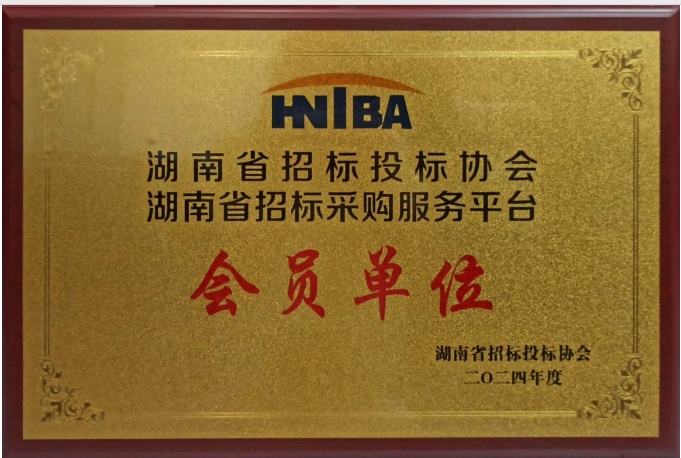 HNIBA
湖南省招标投标协会
湖南省招标采购服务平台
会员单位
湖南省招标投标协会
二〇二四年度